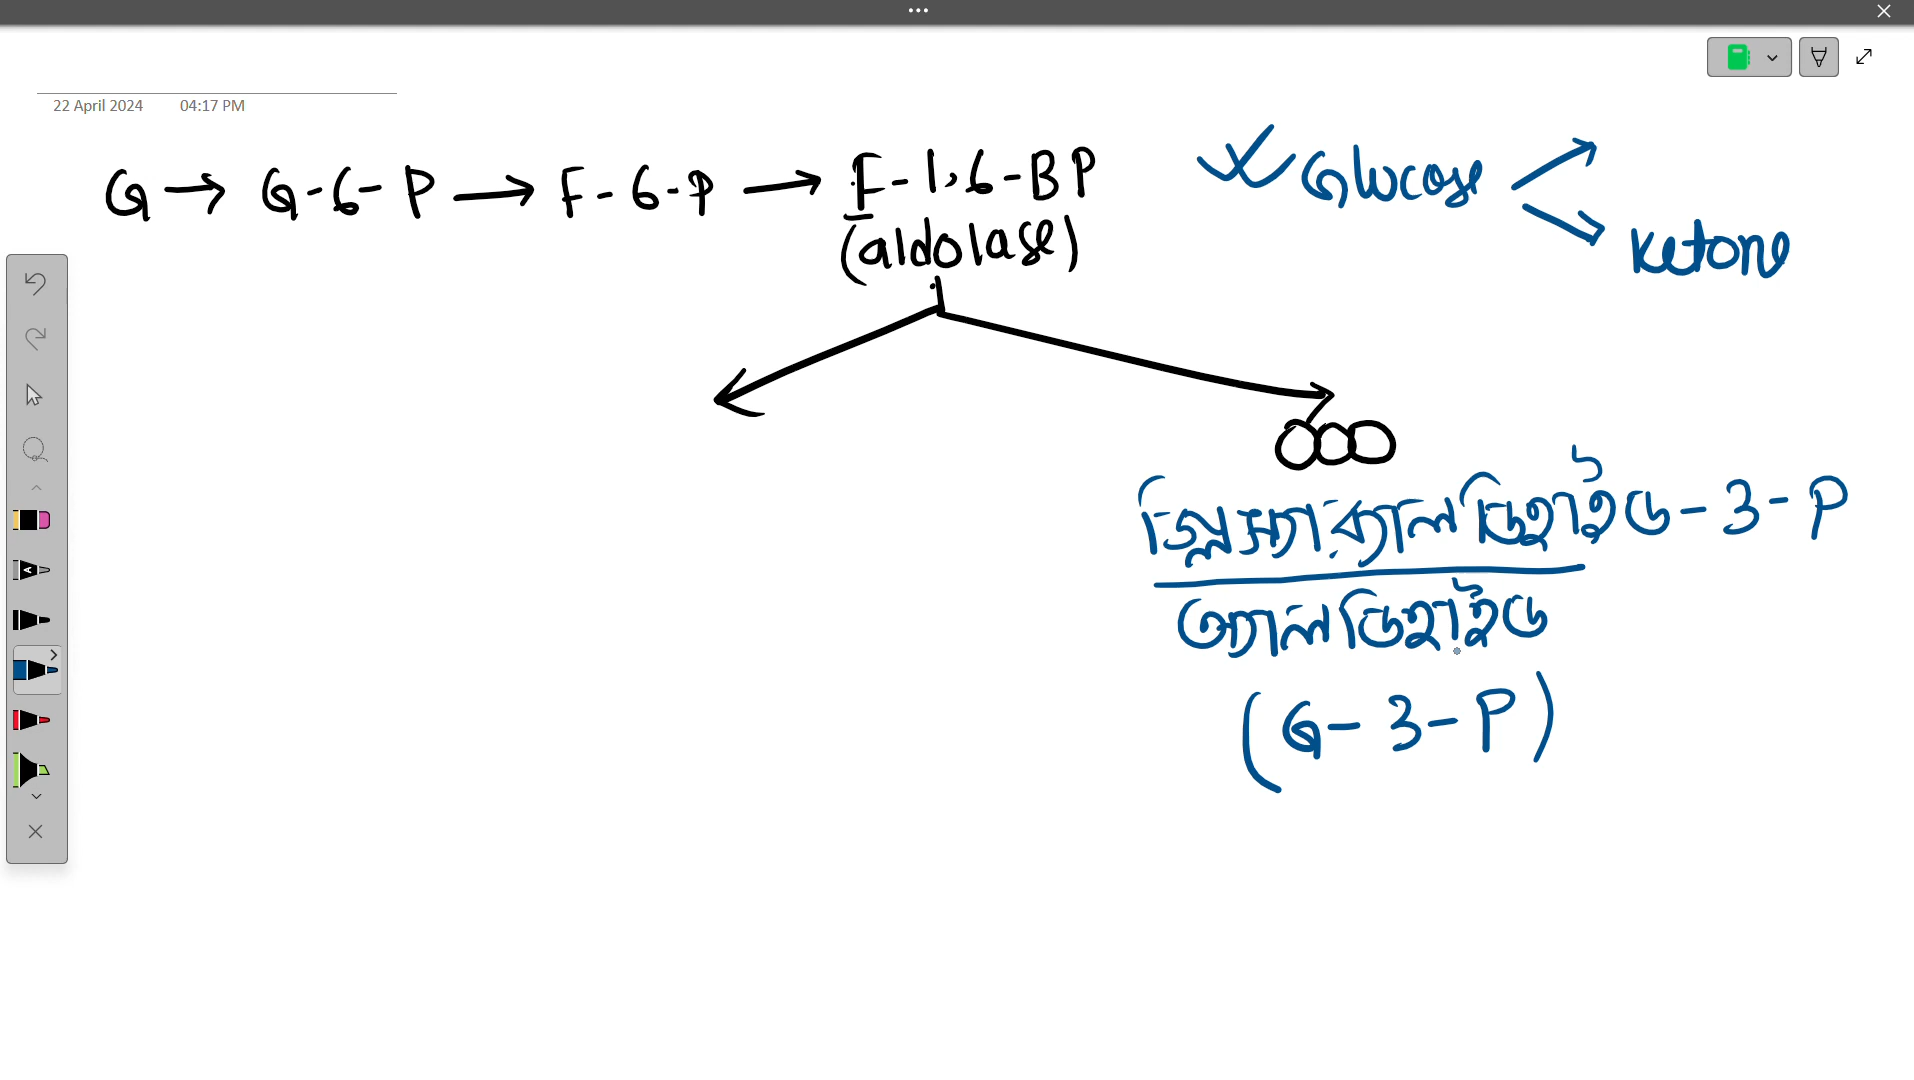 22 April 2024 04:17 PM
G → G-6-P → F-6-P → F-1,6-BP
(aldolase)
Glucose
ketone
গ্লিসার‍্যালডিহাইড-3-P
অ্যালডিহাইড
(G-3-P)